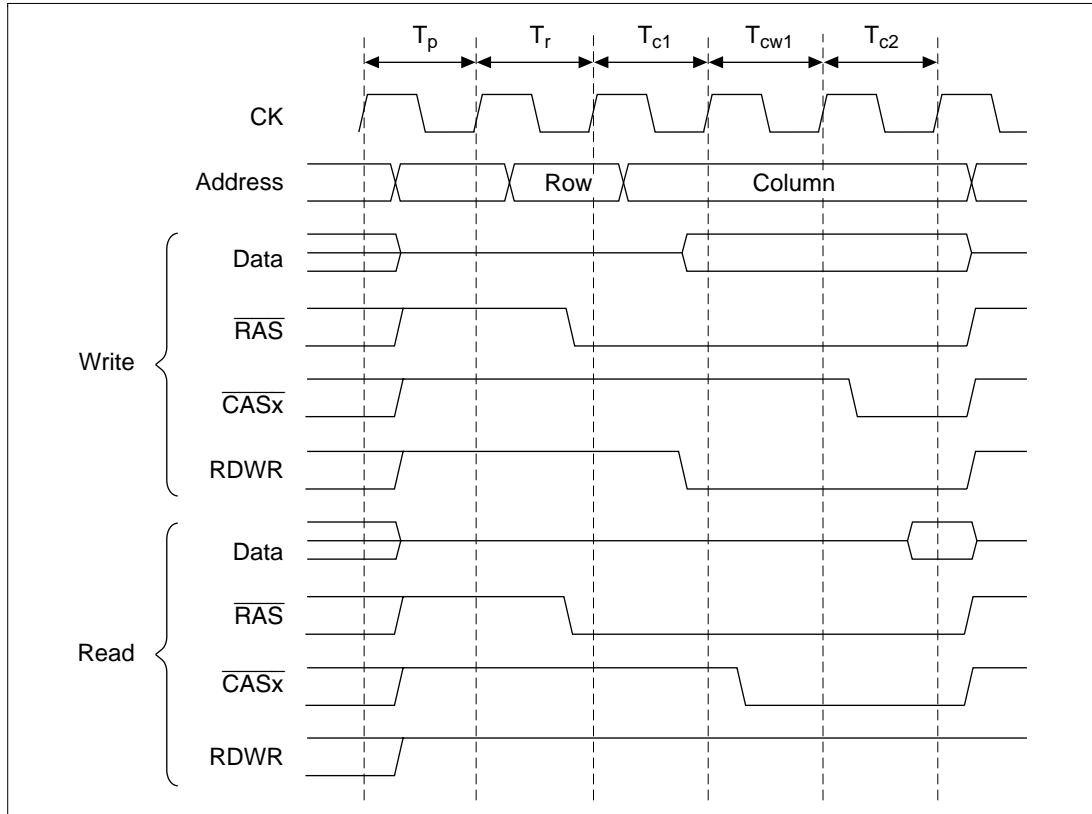 Tp Tr Tc1 Tcw1 Tc2
CK
Address Row Column
Write
Data
RAS
CASx
RDWR
Read
Data
RAS
CASx
RDWR